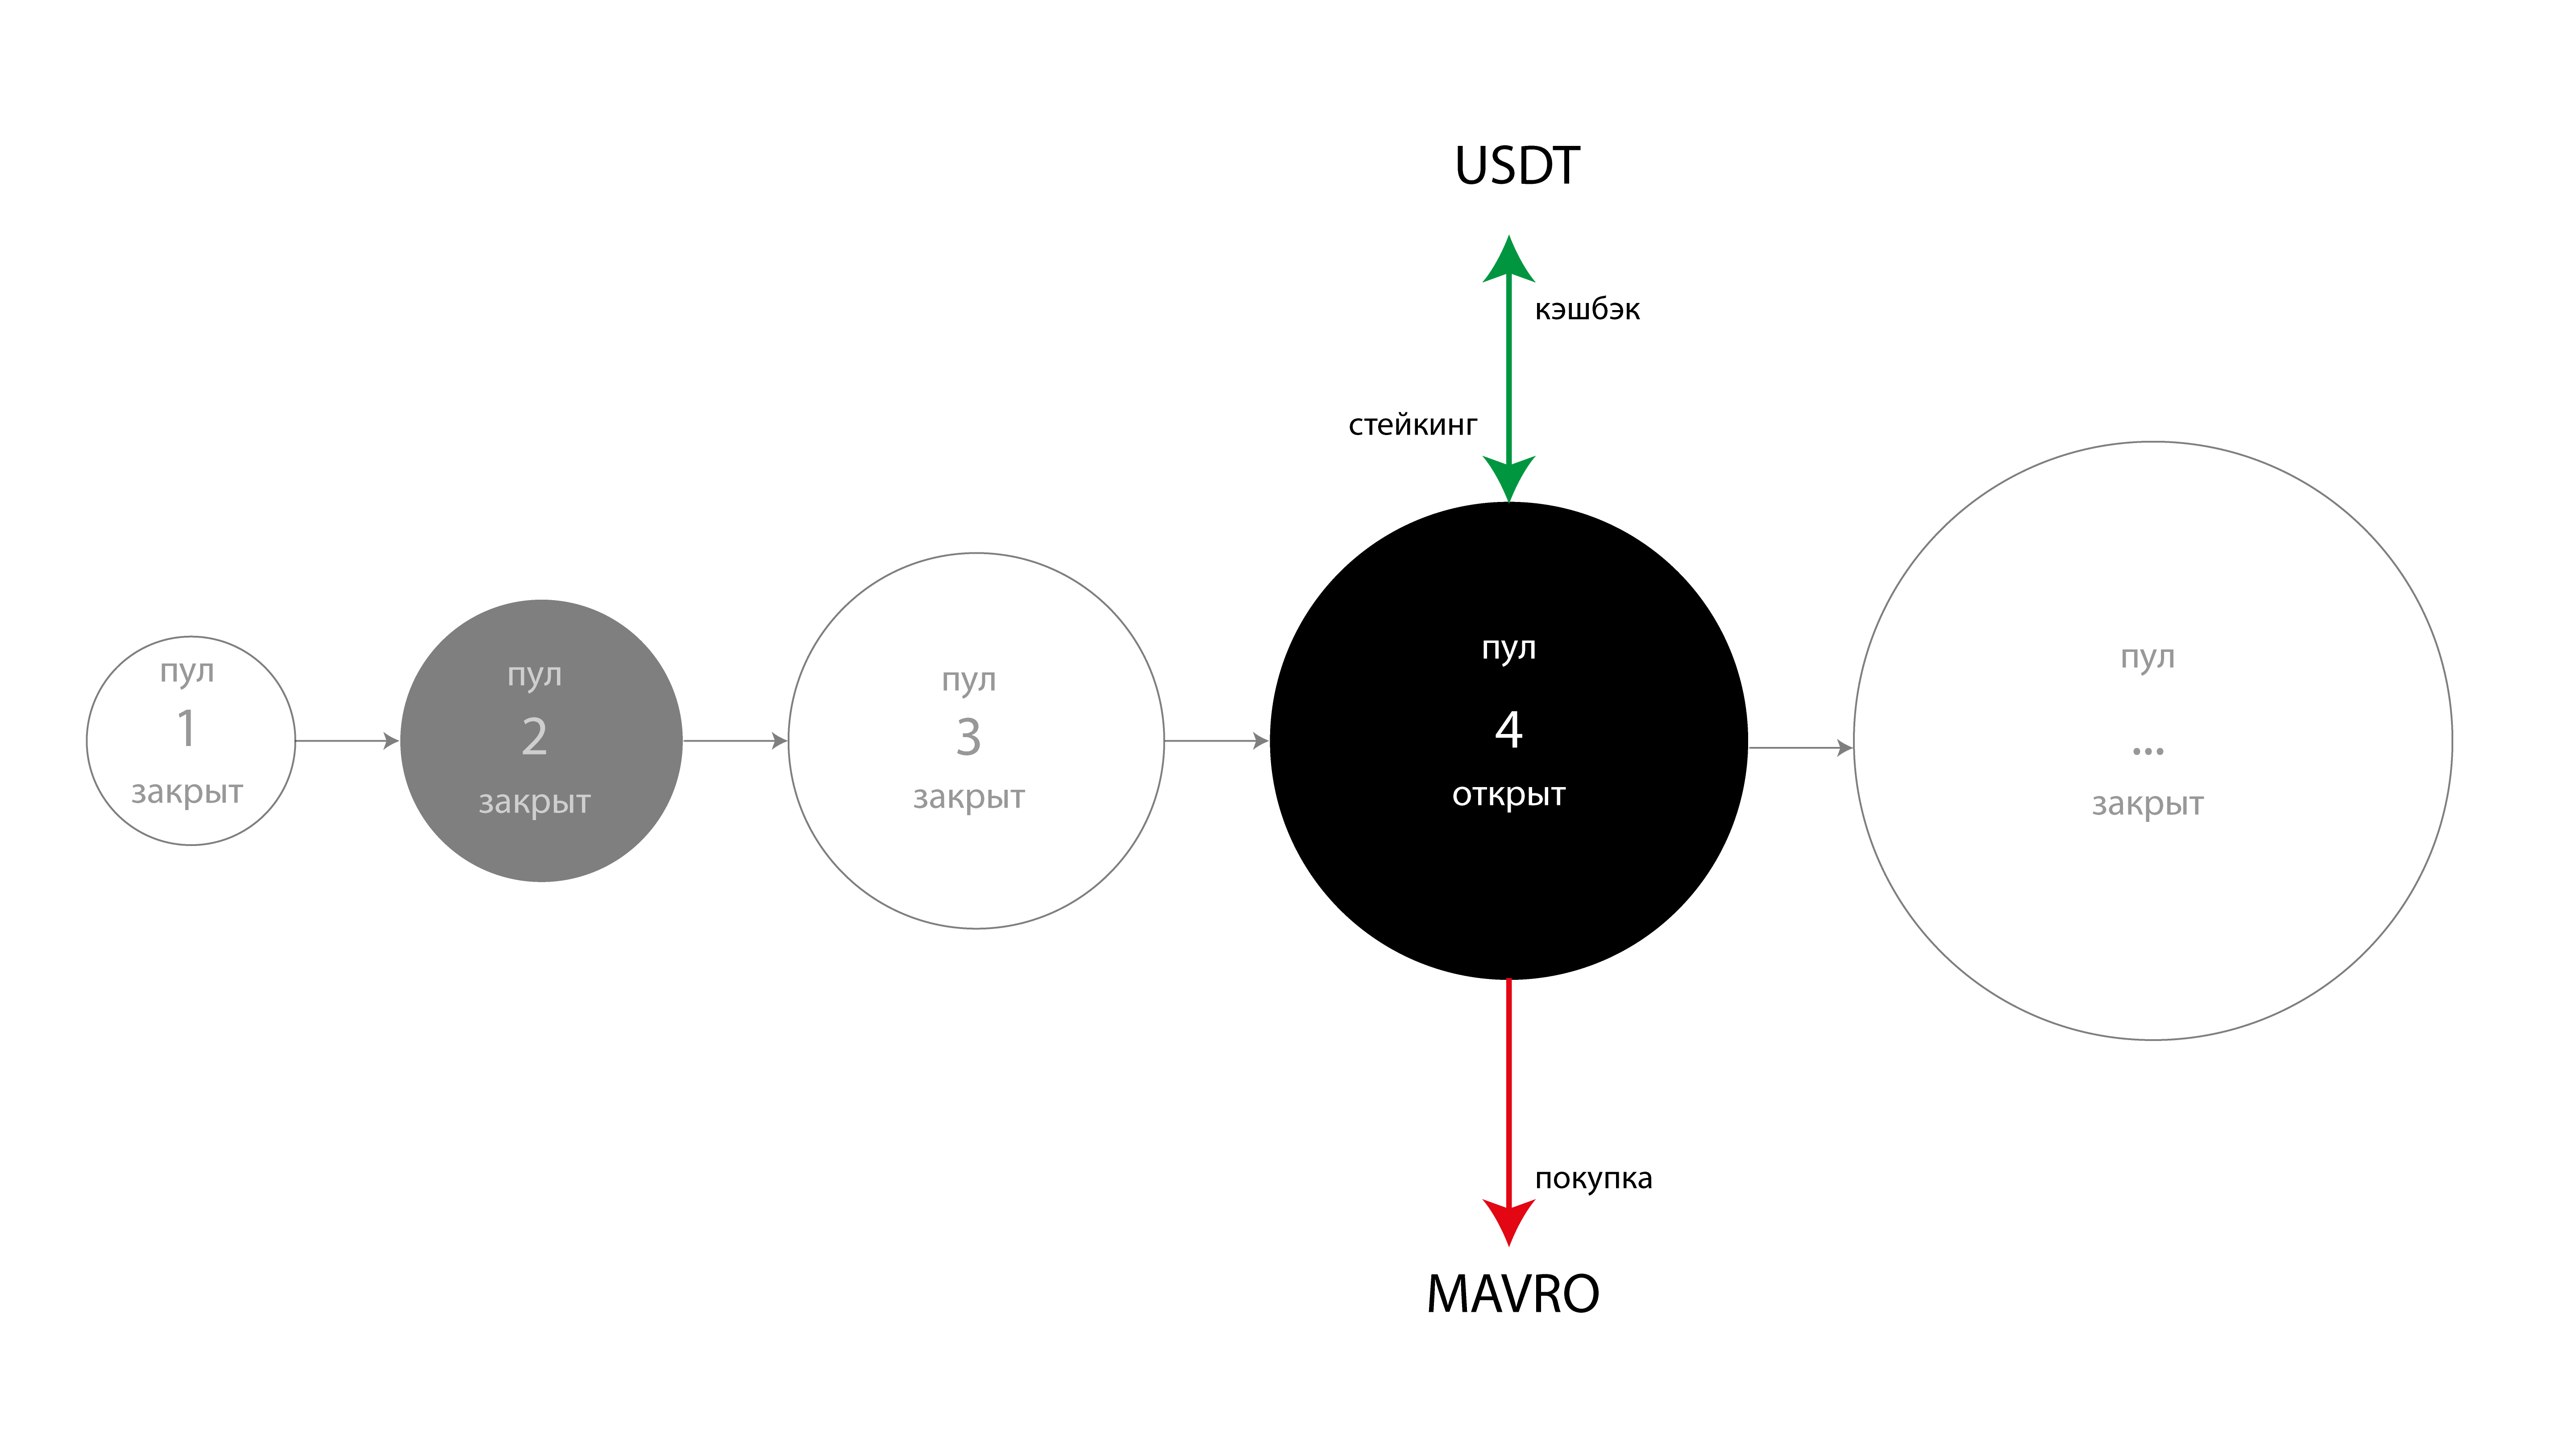 USDT
кэшбэк
стейкинг
пул
1
закрыт
пул
2
закрыт
пул
3
закрыт
пул
4
открыт
пул
...
закрыт
покупка
MAVRO